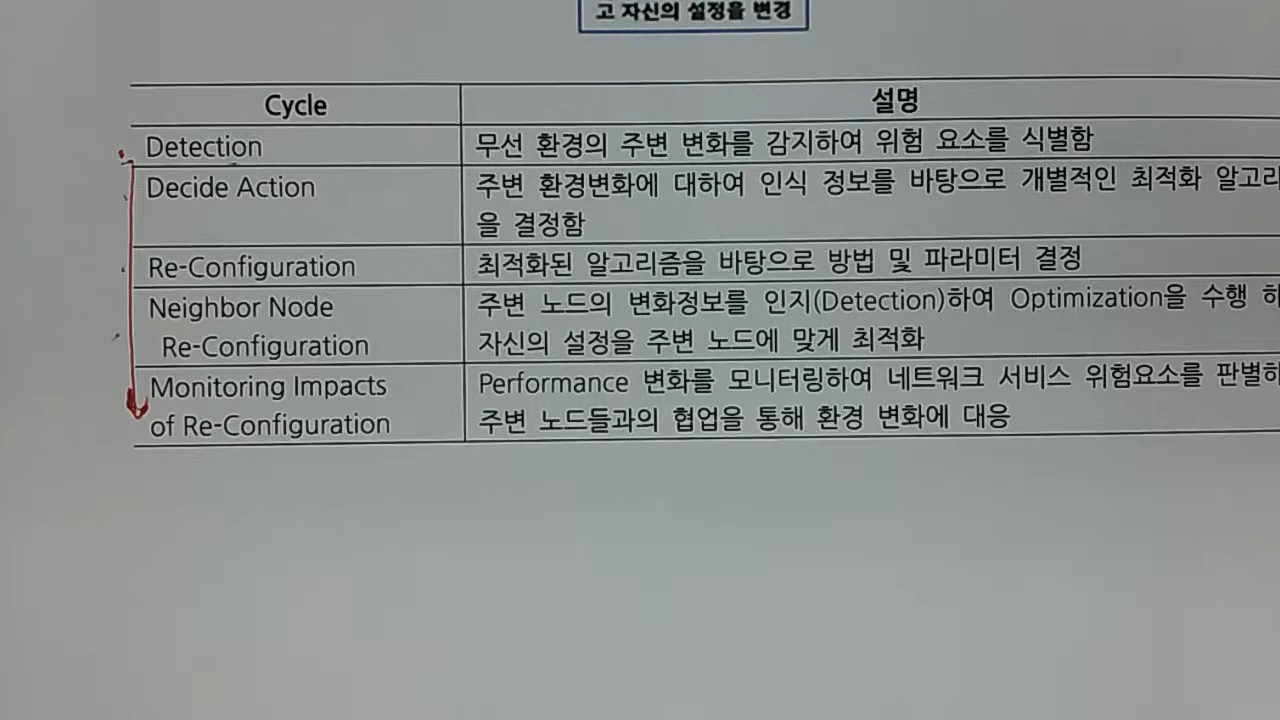 고 자신의 설정을 변경
Cycle 설명
Detection 무선 환경의 주변 변화를 감지하여 위험 요소를 식별함
Decide Action 주변 환경변화에 대하여 인식 정보를 바탕으로 개별적인 최적화
을 결정함
Re-Configuration 최적화된 알고리즘을 바탕으로 방법 및 파라미터 결정
Neighbor Node 주변 노드의 변화정보를 인지(Detection)하여 Optimization을 수행
Re-Configuration 자신의 설정을 주변 노드에 맞게 최적화
Monitoring Impacts Performance 변화를 모니터링하여 네트워크 서비스 위험요소를
of Re-Configuration 주변 노드들과의 협업을 통해 환경 변화에 대응